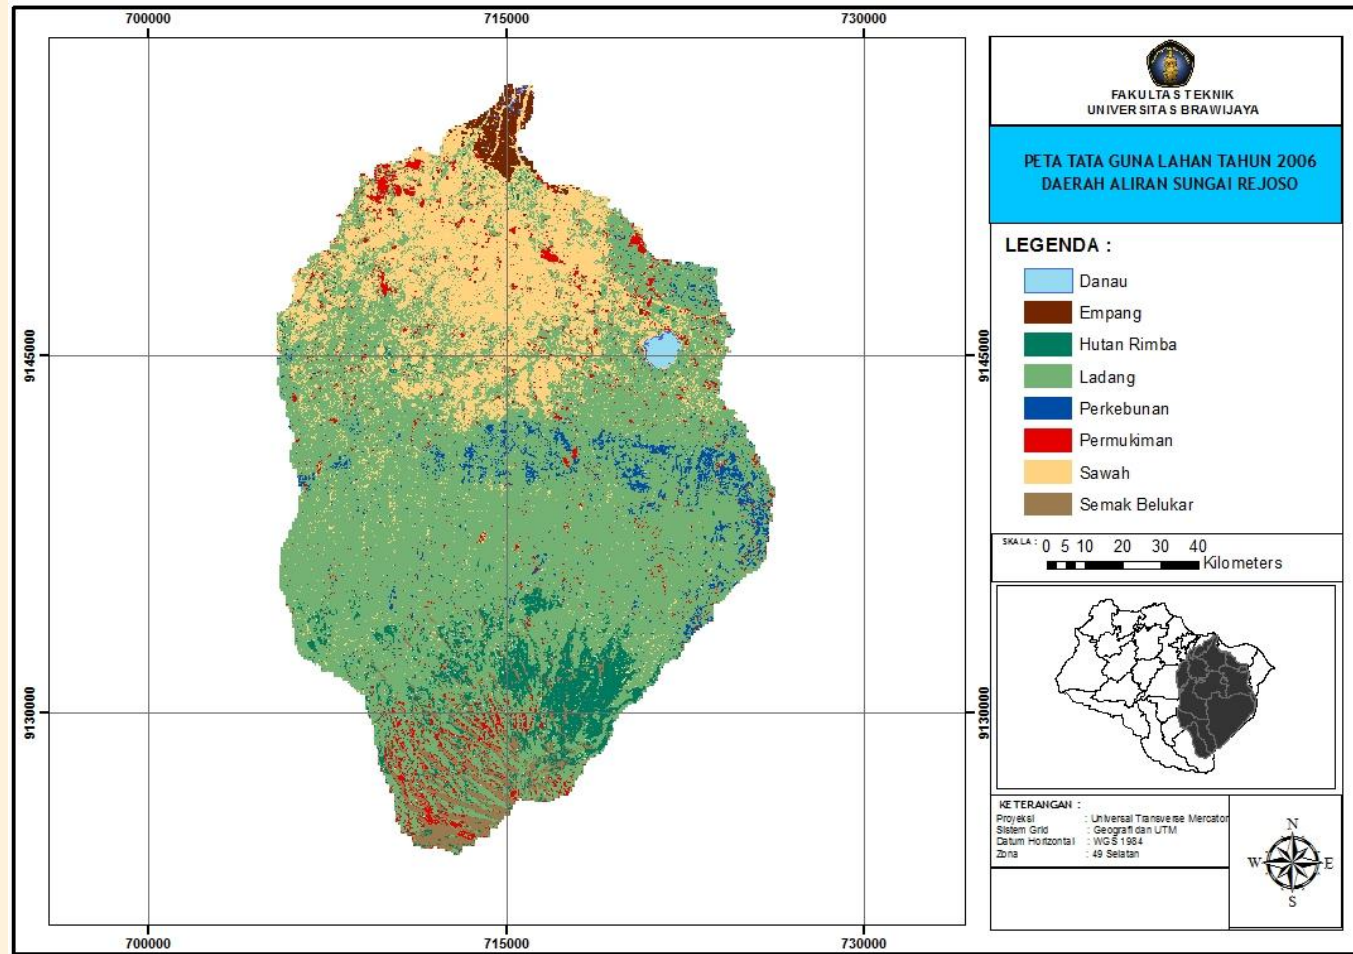 700000
715000
730000
9145000
9145000
9130000
9130000
700000
715000
730000
FAKULTAS TEKNIK
UNIVERSITAS BRAWIJAYA
PETA TATA GUNA LAHAN TAHUN 2006
DAERAH ALIRAN SUNGAI REJOSO
LEGENDA :
Danau
Empang
Hutan Rimba
Ladang
Perkebunan
Permukiman
Sawah
Semak Belukar
SKALA : 0 5 10 20 30 40
Kilometers
KETERANGAN :
Proyeksi : Universal Transverse Mercator
Sistem Grid : Geografi dan UTM
Datum Horizontal : WGS 1984
Zona : 49 Selatan
N
W E
S